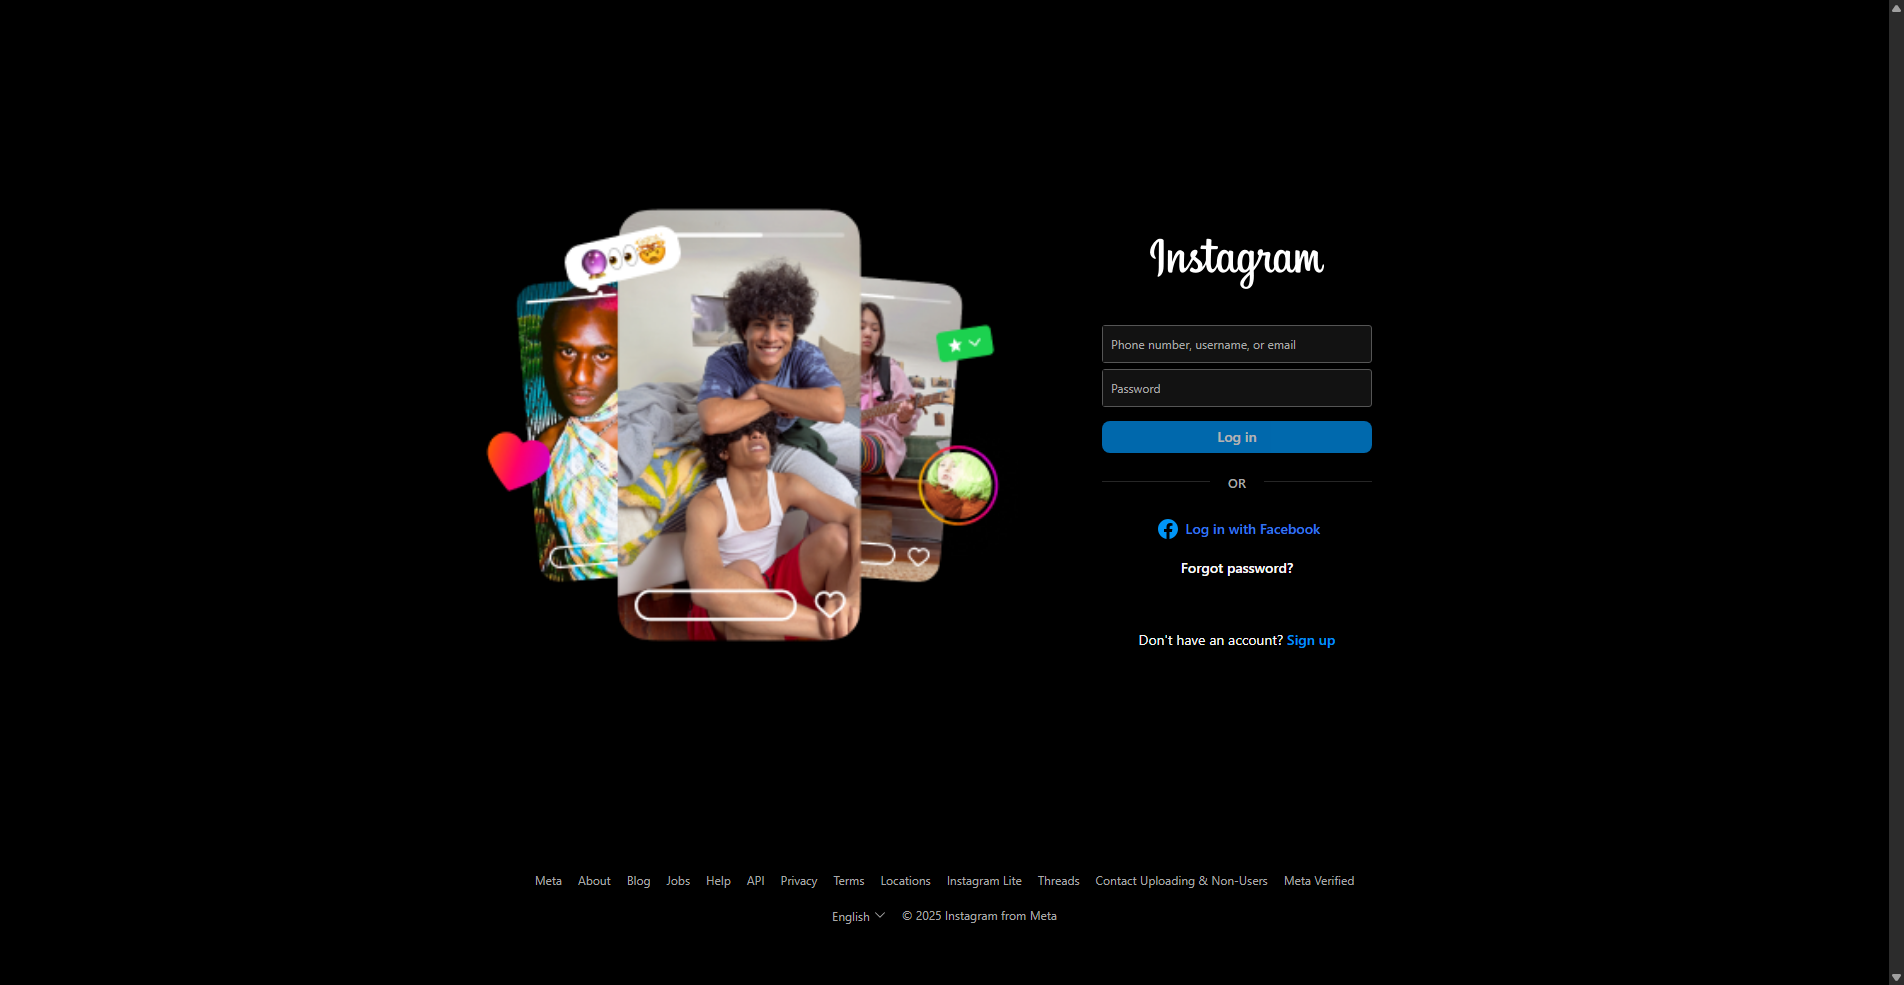 Instagram
Phone number, username, or email
Password
Log in
OR
Log in with Facebook
Forgot password?
Don't have an account? Sign up
Meta About Blog Jobs Help API Privacy Terms Locations Instagram Lite Threads Contact Uploading & Non-Users Meta Verified
English © 2025 Instagram from Meta